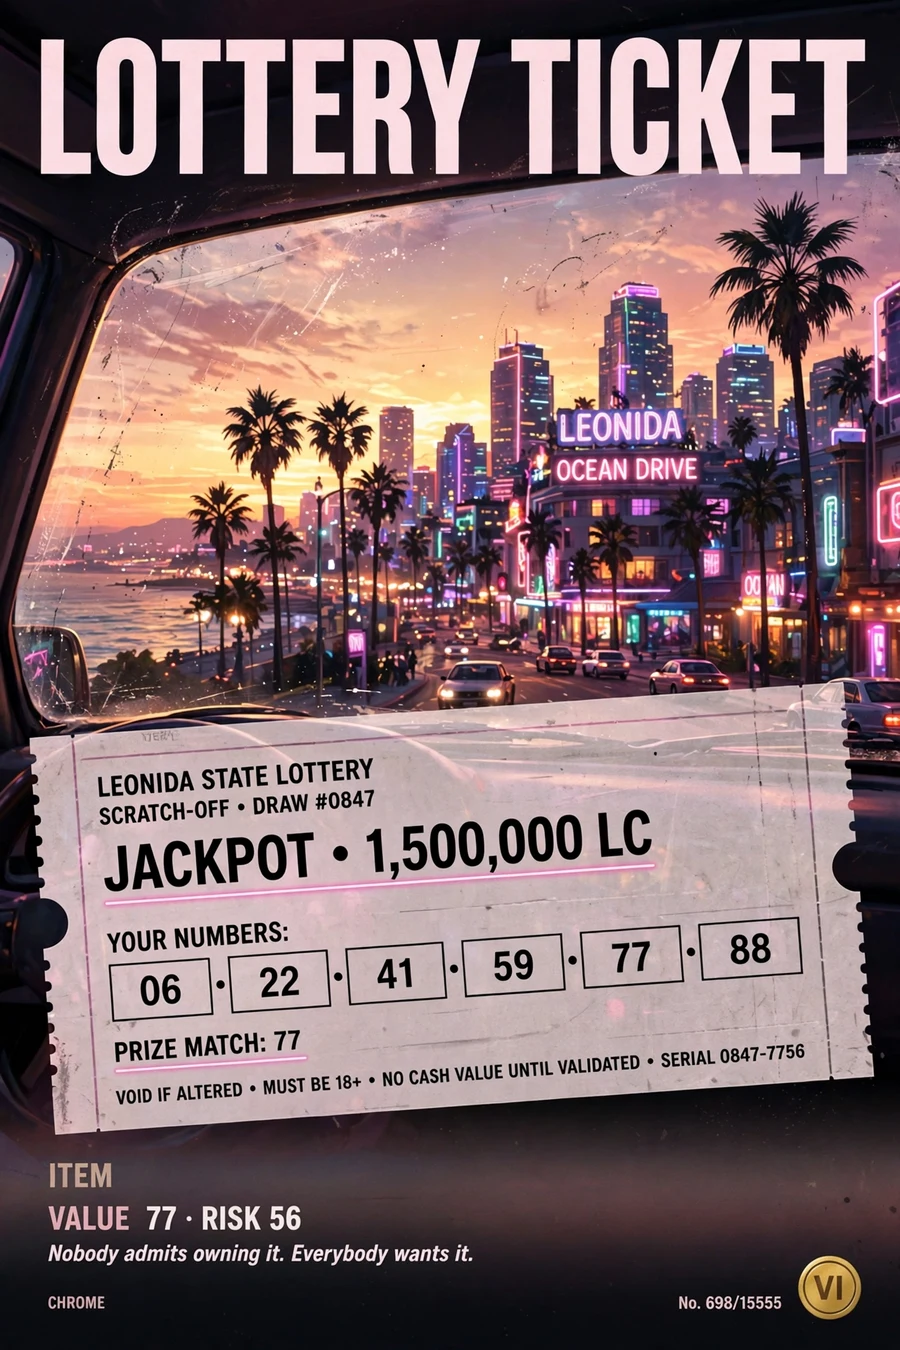 LOTTERY TICKET
LEONIDA
OCEAN DRIVE
LEONIDA STATE LOTTERY
SCRATCH-OFF • DRAW #0847
JACKPOT • 1,500,000 LC
YOUR NUMBERS:
06 • 22 • 41 • 59 • 77 • 88
PRIZE MATCH: 77
VOID IF ALTERED • MUST BE 18+ • NO CASH VALUE UNTIL VALIDATED • SERIAL 0847-7756
ITEM
VALUE 77 · RISK 56
Nobody admits owning it. Everybody wants it.
CHROME
No. 698/15555
VI